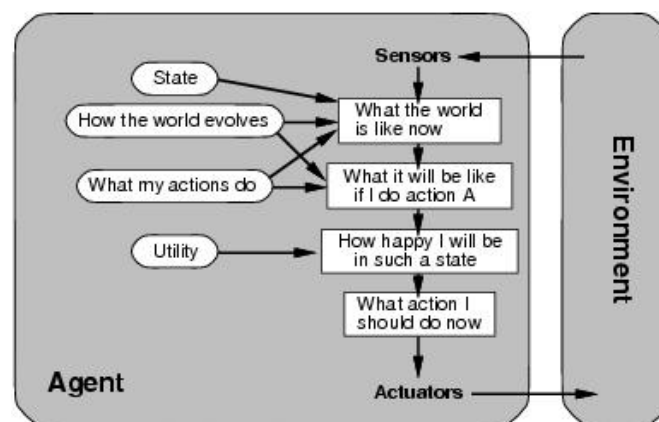 Sensors
State
What the world
is like now
How the world evolves
What my actions do
What it will be like
if I do action A
Utility
How happy I will be
in such a state
What action I
should do now
Agent
Actuators
Environment